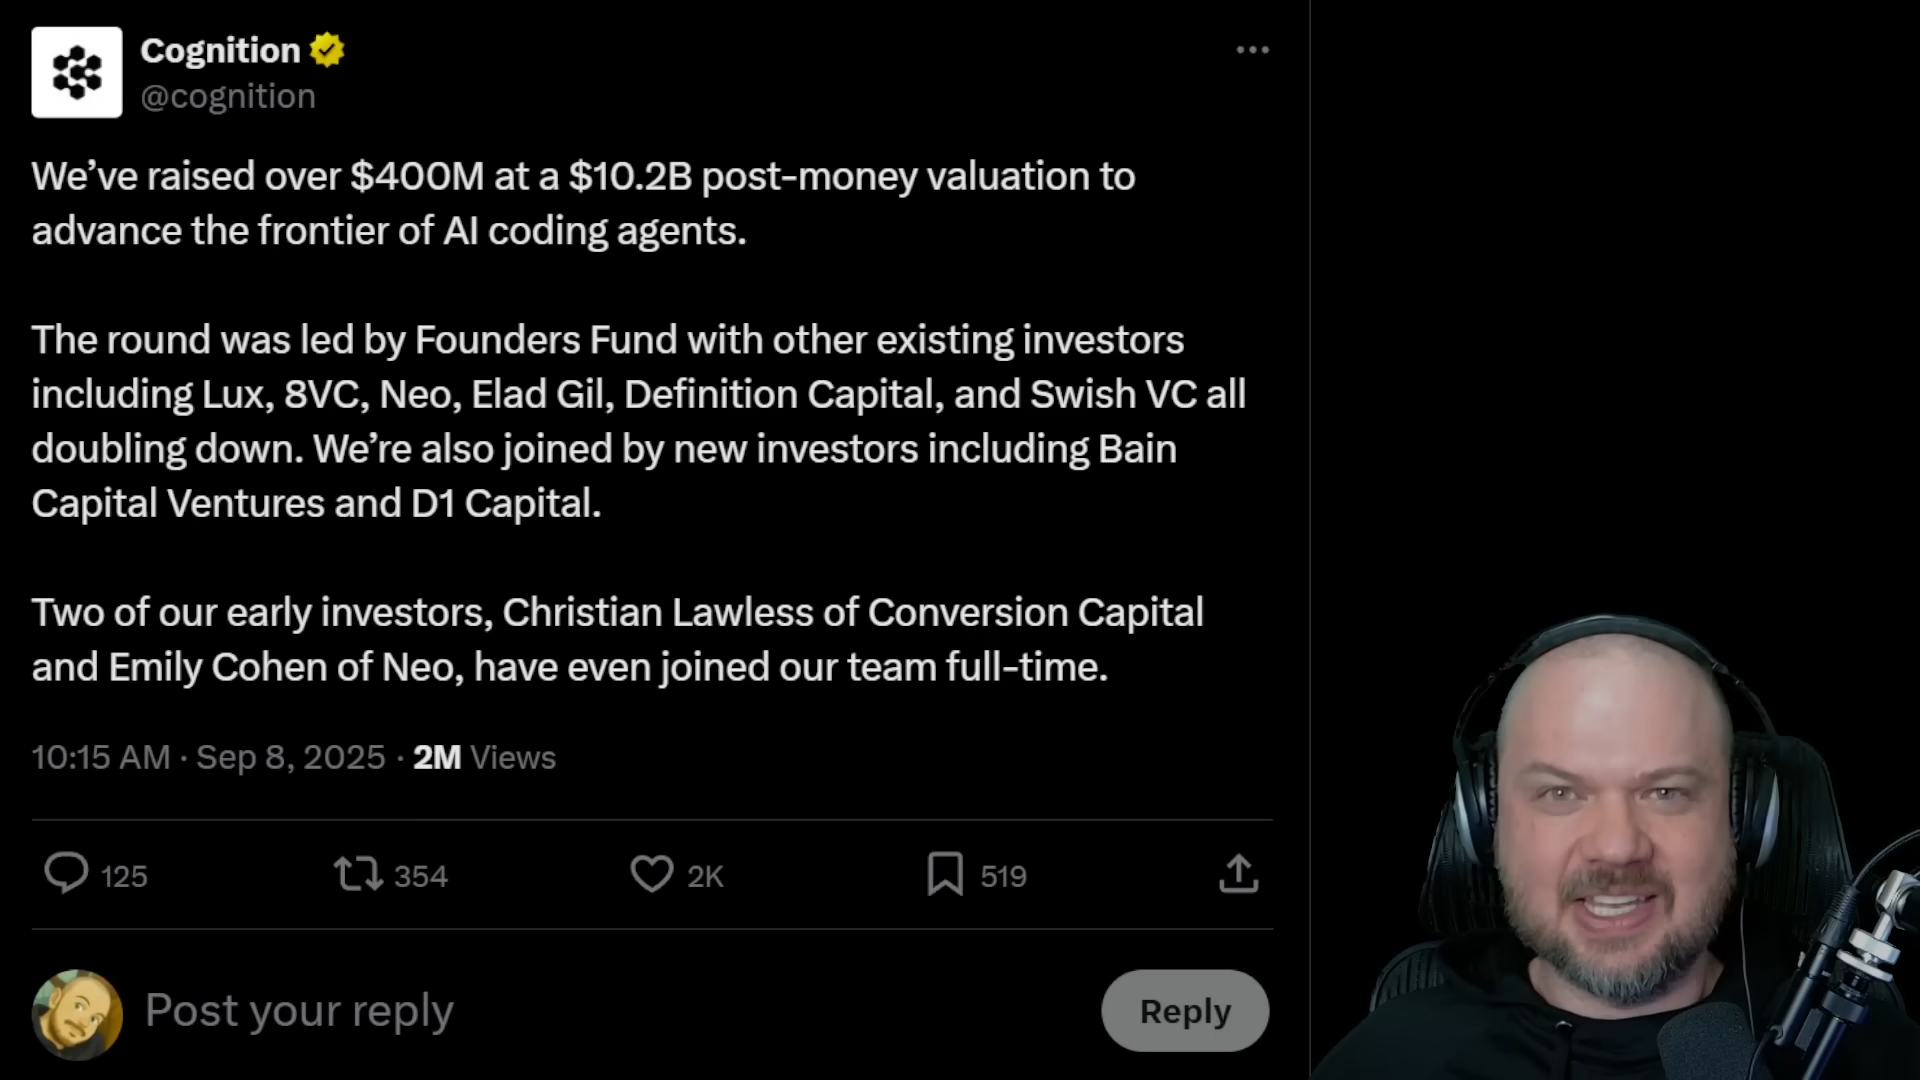 Cognition
@cognition
We’ve raised over $400M at a $10.2B post-money valuation to
advance the frontier of AI coding agents.
The round was led by Founders Fund with other existing investors
including Lux, 8VC, Neo, Elad Gil, Definition Capital, and Swish VC all
doubling down. We’re also joined by new investors including Bain
Capital Ventures and D1 Capital.
Two of our early investors, Christian Lawless of Conversion Capital
and Emily Cohen of Neo, have even joined our team full-time.
10:15 AM · Sep 8, 2025 · 2M Views
125 354 2K 519
Post your reply Reply